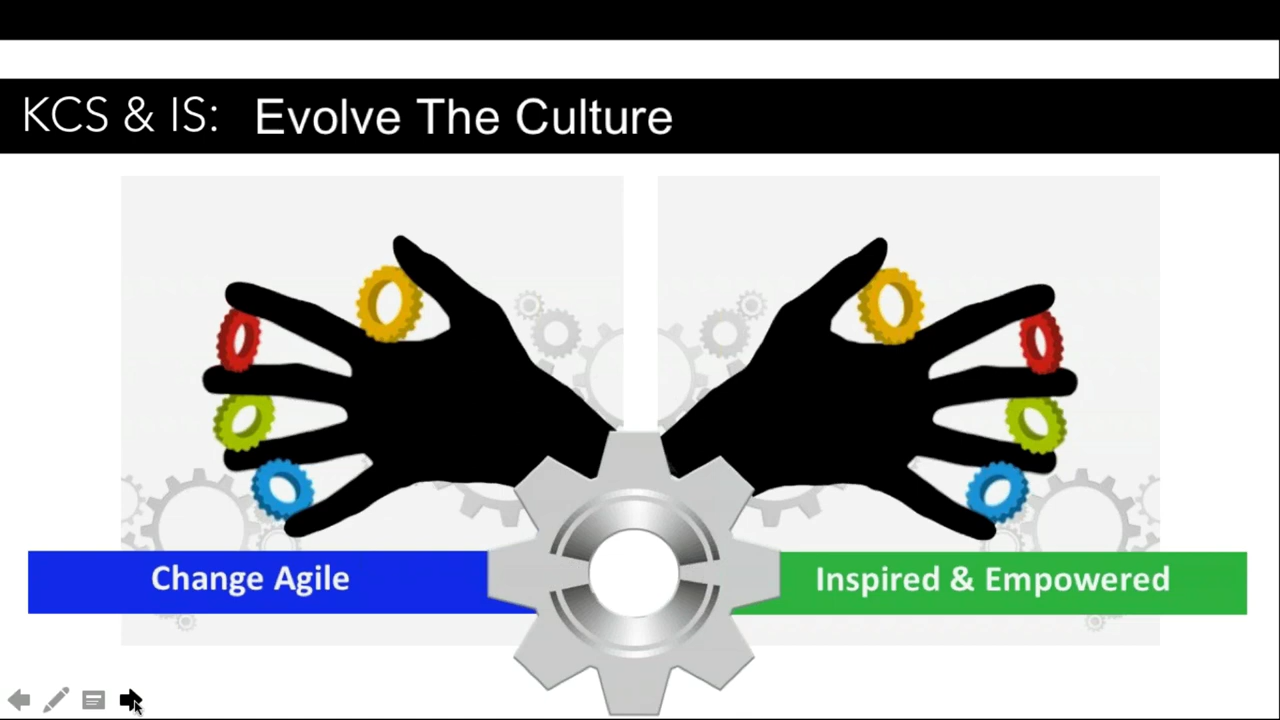 KCS & IS: Evolve The Culture
Change Agile
Inspired & Empowered